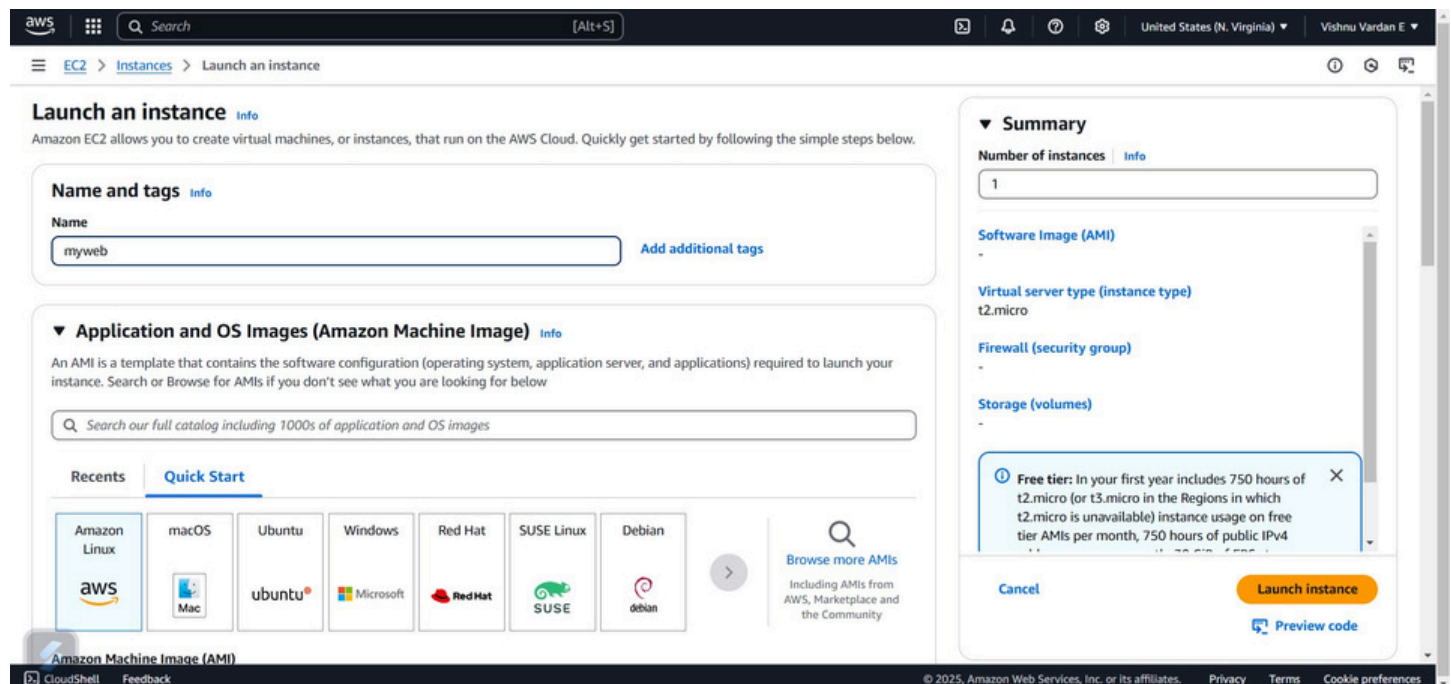 aws
Search [Alt+S]
United States (N. Virginia) ▼
Vishnu Vardan E ▼
EC2 > Instances > Launch an instance
Launch an instance Info
Amazon EC2 allows you to create virtual machines, or instances, that run on the AWS Cloud. Quickly get started by following the simple steps below.
Name and tags Info
Name
myweb
Add additional tags
▼ Application and OS Images (Amazon Machine Image) Info
An AMI is a template that contains the software configuration (operating system, application server, and applications) required to launch your
instance. Search or Browse for AMIs if you don't see what you are looking for below
Search our full catalog including 1000s of application and OS images
Recents
Quick Start
Amazon
Linux
aws
macOS
Mac
Ubuntu
ubuntu
Windows
Microsoft
Red Hat
Red Hat
SUSE Linux
SUSE
Debian
debian
Browse more AMIs
Including AMIs from
AWS, Marketplace and
the Community
Amazon Machine Image (AMI)
▼ Summary
Number of instances Info
1
Software Image (AMI)
-
Virtual server type (instance type)
t2.micro
Firewall (security group)
-
Storage (volumes)
-
Free tier: In your first year includes 750 hours of
t2.micro (or t3.micro in the Regions in which
t2.micro is unavailable) instance usage on free
tier AMIs per month, 750 hours of public IPv4
Cancel
Launch instance
Preview code
CloudShell Feedback
© 2025, Amazon Web Services, Inc. or its affiliates. Privacy Terms Cookie preferences